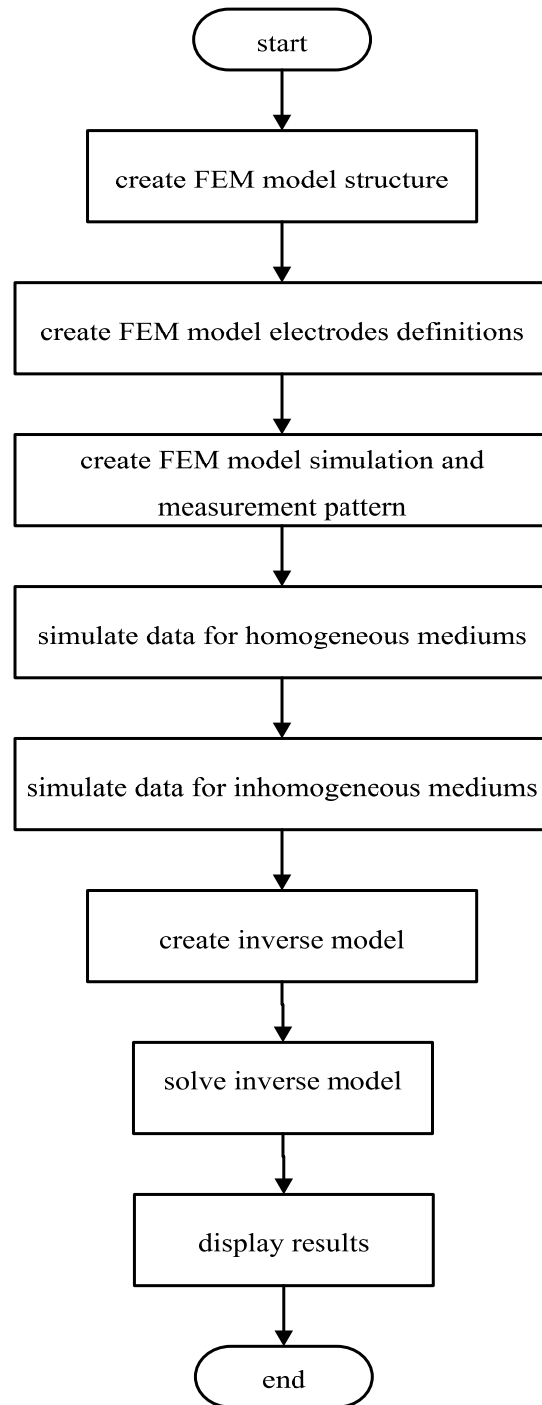 start
create FEM model structure
create FEM model electrodes definitions
create FEM model simulation and
measurement pattern
simulate data for homogeneous mediums
simulate data for inhomogeneous mediums
create inverse model
solve inverse model
display results
end